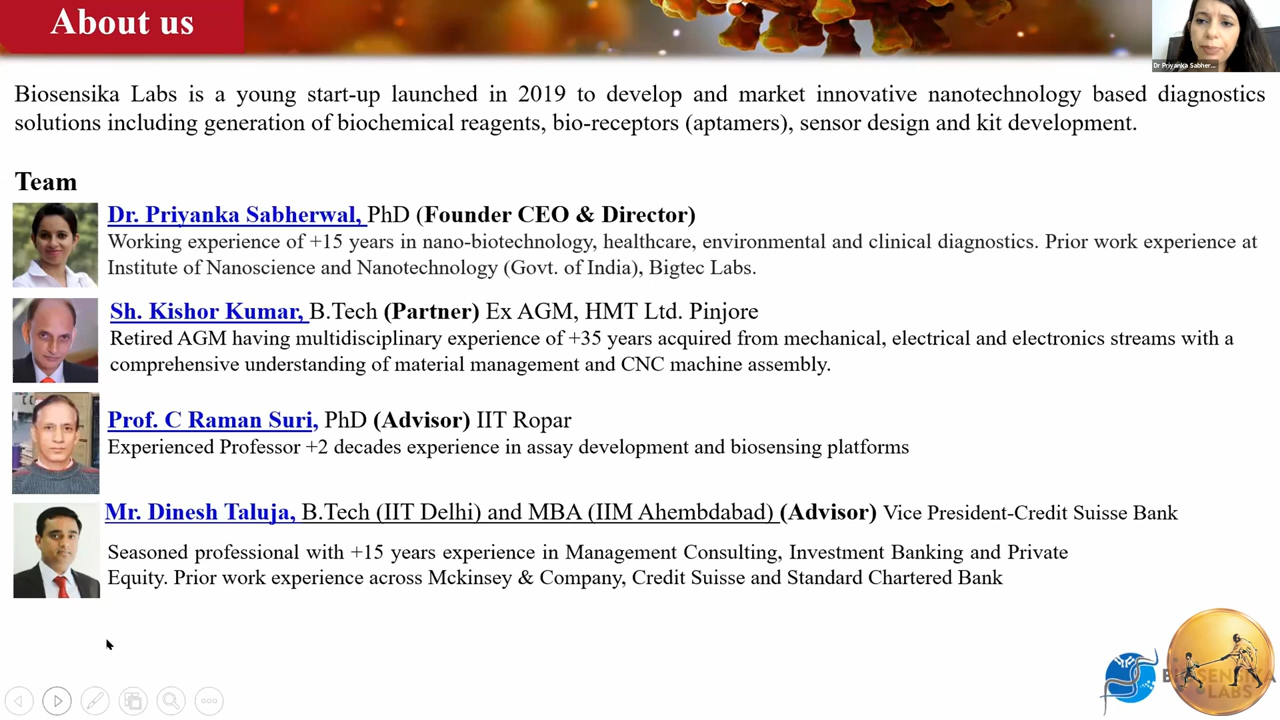 About us
Dr Priyanka Sabher...
Biosensika Labs is a young start-up launched in 2019 to develop and market innovative nanotechnology based diagnostics
solutions including generation of biochemical reagents, bio-receptors (aptamers), sensor design and kit development.
Team
Dr. Priyanka Sabherwal, PhD (Founder CEO & Director)
Working experience of +15 years in nano-biotechnology, healthcare, environmental and clinical diagnostics. Prior work experience at
Institute of Nanoscience and Nanotechnology (Govt. of India), Bigtec Labs.
Sh. Kishor Kumar, B.Tech (Partner) Ex AGM, HMT Ltd. Pinjore
Retired AGM having multidisciplinary experience of +35 years acquired from mechanical, electrical and electronics streams with a
comprehensive understanding of material management and CNC machine assembly.
Prof. C Raman Suri, PhD (Advisor) IIT Ropar
Experienced Professor +2 decades experience in assay development and biosensing platforms
Mr. Dinesh Taluja, B.Tech (IIT Delhi) and MBA (IIM Ahembdabad) (Advisor) Vice President-Credit Suisse Bank
Seasoned professional with +15 years experience in Management Consulting, Investment Banking and Private
Equity. Prior work experience across Mckinsey & Company, Credit Suisse and Standard Chartered Bank
BIOSENSIKA
LABS